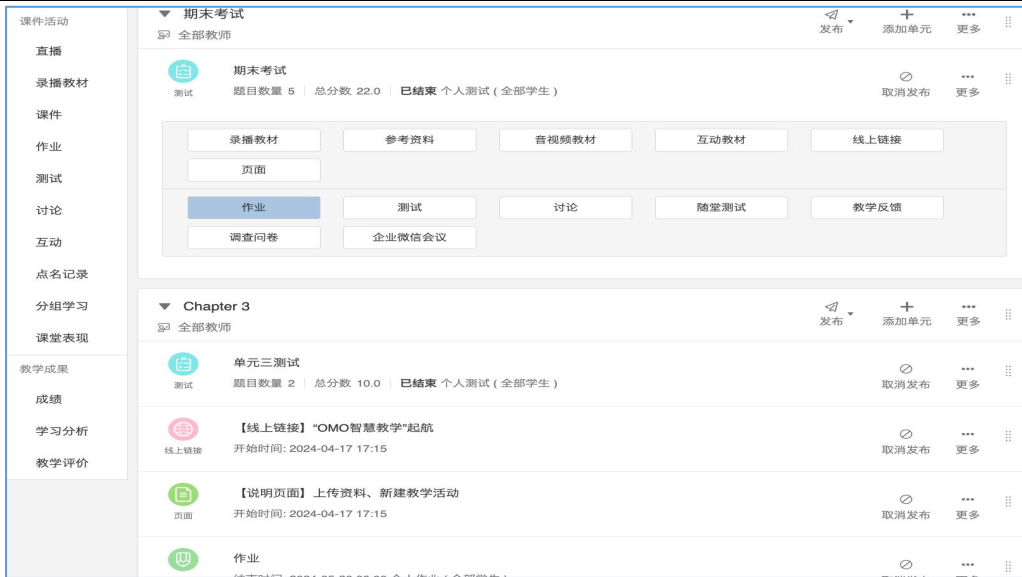 课件活动
直播
录播教材
课件
作业
测试
讨论
互动
点名记录
分组学习
课堂表现
教学成果
成绩
学习分析
教学评价
期末考试
全部教师
发布
添加单元
更多
测试
期末考试
题目数量 5 | 总分数 22.0 | 已结束 个人测试 ( 全部学生 )
取消发布
更多
录播教材 参考资料 音视频教材 互动教材 线上链接
页面
作业 测试 讨论 随堂测试 教学反馈
调查问卷 企业微信会议
Chapter 3
全部教师
发布
添加单元
更多
测试
单元三测试
题目数量 2 | 总分数 10.0 | 已结束 个人测试 ( 全部学生 )
取消发布
更多
线上链接
【线上链接】“OMO智慧教学”起航
开始时间: 2024-04-17 17:15
取消发布
更多
页面
【说明页面】上传资料、新建教学活动
开始时间: 2024-04-17 17:15
取消发布
更多
作业